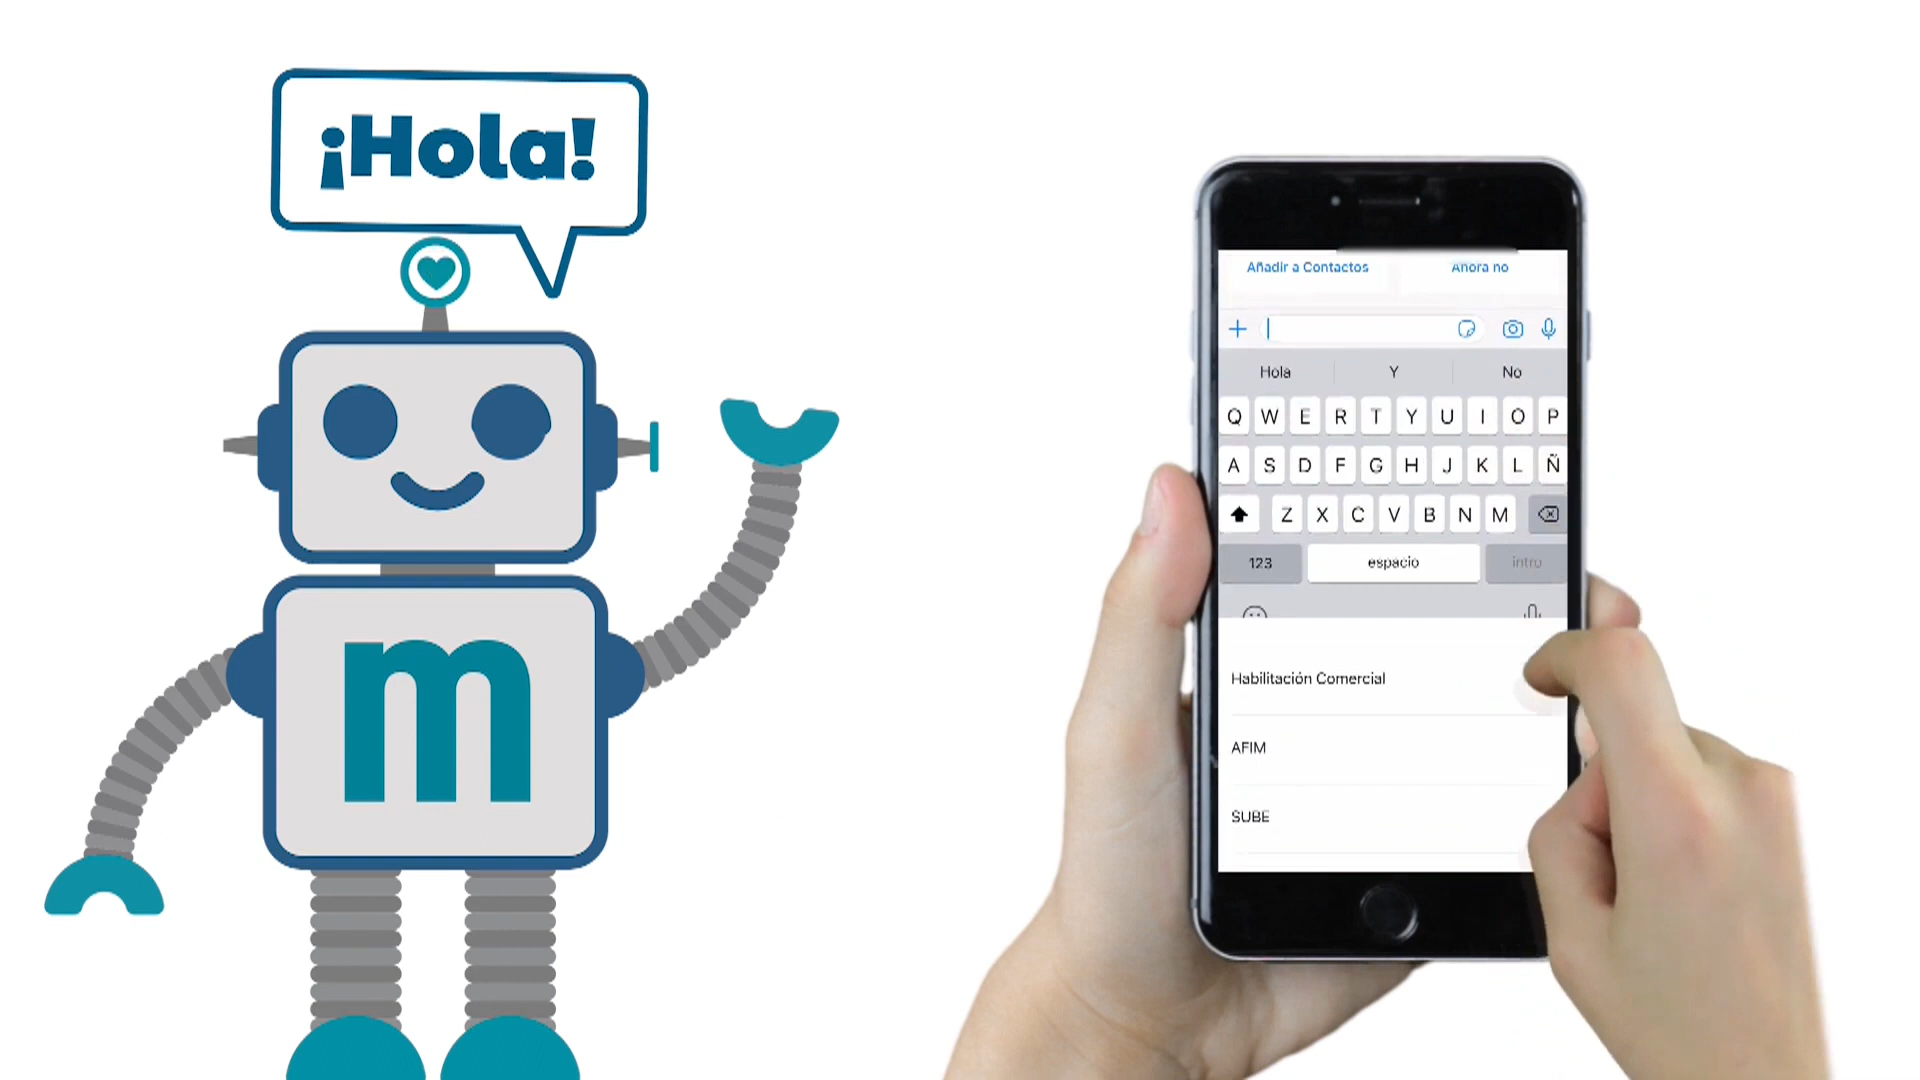 ¡Hola!
m
Añadir a Contactos Ahora no
Hola Y No
Q W E R T Y U I O P
A S D F G H J K L Ñ
Z X C V B N M
123 espacio intro
Habilitación Comercial
AFIM
SUBE